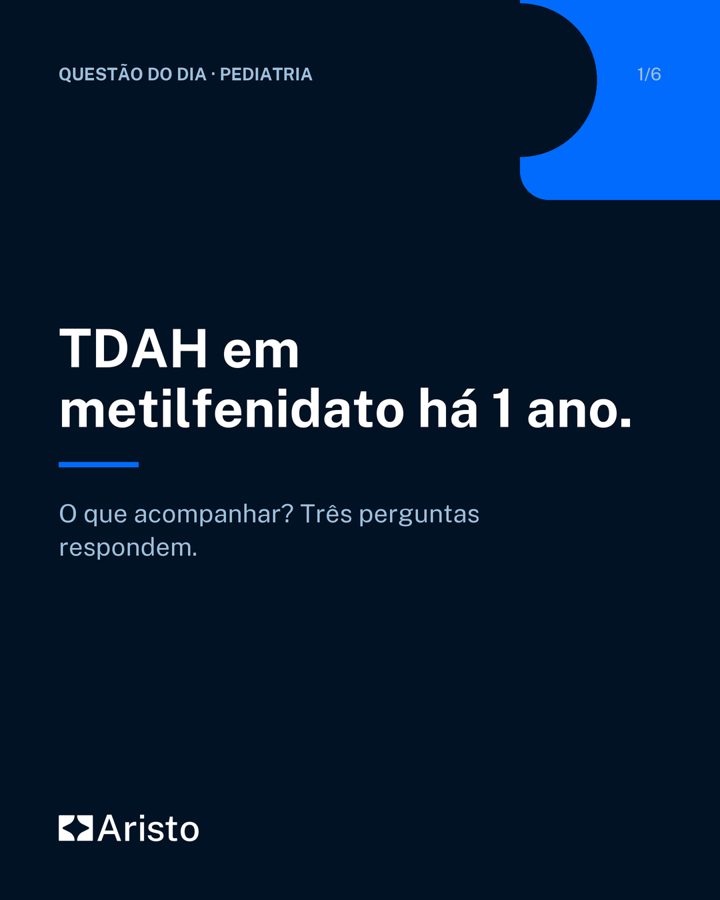 QUESTÃO DO DIA · PEDIATRIA
1/6
TDAH em
metilfenidato há 1 ano.
O que acompanhar? Três perguntas
respondem.
Aristo